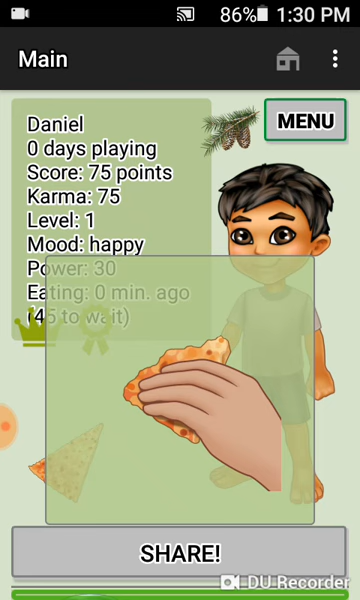 86% 1:30 PM
Main
Daniel
0 days playing
Score: 75 points
Karma: 75
Level: 1
Mood: happy
Power: 30
Eating: 0 min. ago
(45 to wait)
MENU
SHARE!
DU Recorder